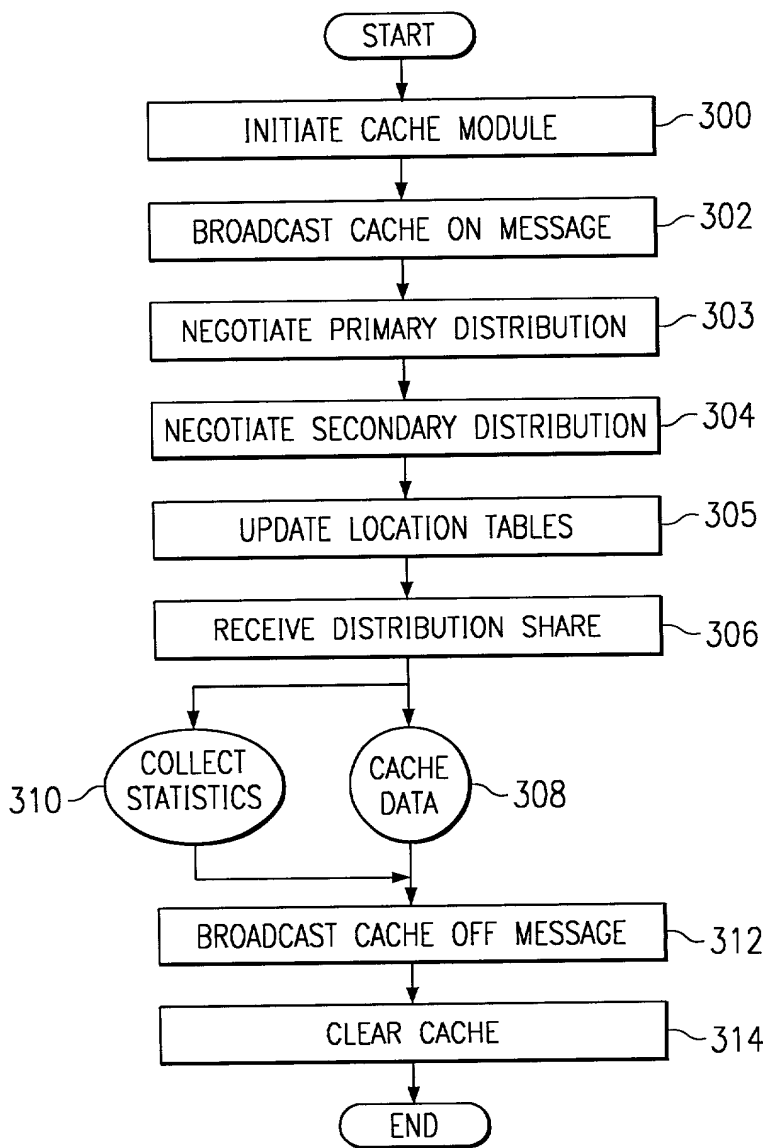 START
INITIATE CACHE MODULE
300
BROADCAST CACHE ON MESSAGE
302
NEGOTIATE PRIMARY DISTRIBUTION
303
NEGOTIATE SECONDARY DISTRIBUTION
304
UPDATE LOCATION TABLES
305
RECEIVE DISTRIBUTION SHARE
306
310
COLLECT
STATISTICS
CACHE
DATA
308
BROADCAST CACHE OFF MESSAGE
312
CLEAR CACHE
314
END